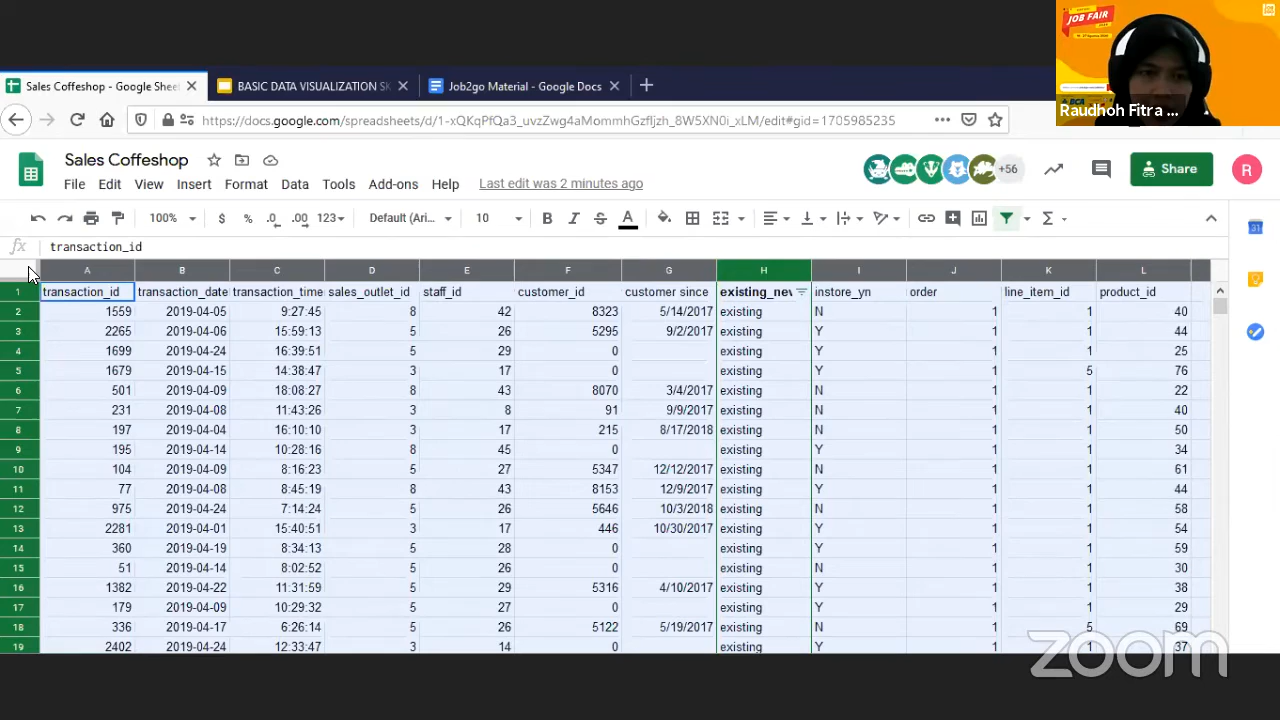 JOB FAIR
BCA
Raudhoh Fitra ...
Sales Coffeshop - Google Sheet
BASIC DATA VISUALIZATION SK
Job2go Material - Google Docs
Sales Coffeshop
File Edit View Insert Format Data Tools Add-ons Help Last edit was 2 minutes ago
+56
Share
R
100% $ % .0 .00 123 Default (Ari... 10 B I S A
fx transcription_id
A B C D E F G H I J K L
1 transaction_id transaction_date transaction_time sales_outlet_id staff_id customer_id customer since existing_new instore_yn order line_item_id product_id
2 1559 2019-04-05 9:27:45 8 42 8323 5/14/2017 existing N 1 1 40
3 2265 2019-04-06 15:59:13 5 26 5295 9/2/2017 existing Y 1 1 44
4 1699 2019-04-24 16:39:51 5 29 0 existing Y 1 1 25
5 1679 2019-04-15 14:38:47 3 17 0 existing Y 1 5 76
6 501 2019-04-09 18:08:27 8 43 8070 3/4/2017 existing N 1 1 22
7 231 2019-04-08 11:43:26 3 8 91 9/9/2017 existing N 1 1 40
8 197 2019-04-04 16:10:10 3 17 215 8/17/2018 existing N 1 1 50
9 195 2019-04-14 10:28:16 8 45 0 existing Y 1 1 34
10 104 2019-04-09 8:16:23 5 27 5347 12/12/2017 existing N 1 1 61
11 77 2019-04-08 8:45:19 8 43 8153 12/9/2017 existing N 1 1 44
12 975 2019-04-24 7:14:24 5 26 5646 10/3/2018 existing N 1 1 58
13 2281 2019-04-01 15:40:51 3 17 446 10/30/2017 existing Y 1 1 54
14 360 2019-04-19 8:34:13 5 28 0 existing Y 1 1 59
15 51 2019-04-14 8:02:52 5 26 0 existing N 1 1 30
16 1382 2019-04-22 11:31:59 5 29 5316 4/10/2017 existing Y 1 1 38
17 179 2019-04-09 10:29:32 5 27 0 existing Y 1 1 29
18 336 2019-04-17 6:26:14 5 26 5122 5/19/2017 existing N 1 5 69
19 2402 2019-04-24 12:33:47 3 14 0 existing Y 1 1 37
zoom